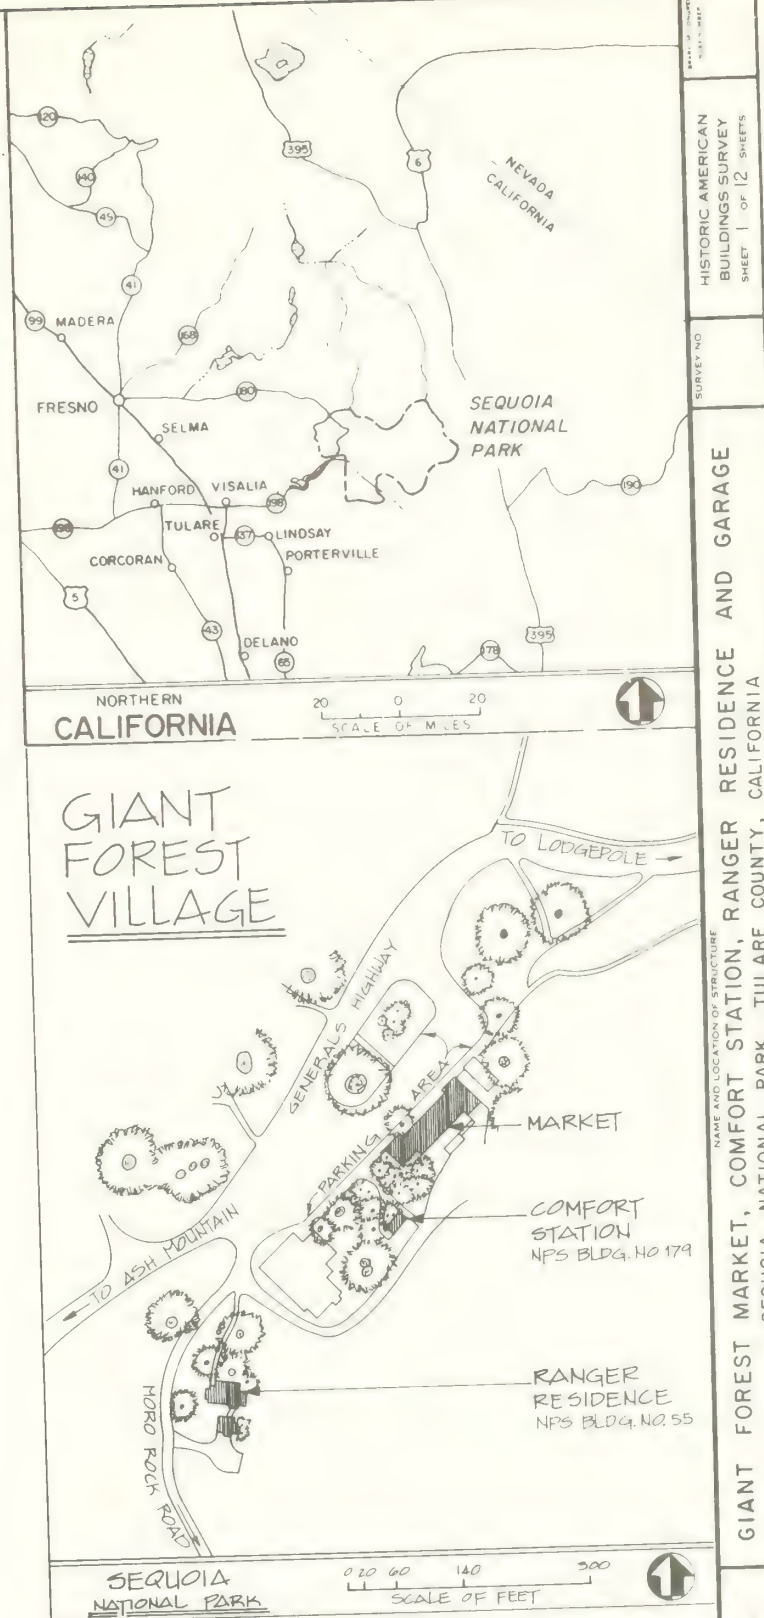 120
140
49
41
99
MADERA
FRESNO
168
180
SELMA
41
HANFORD
VISALIA
198
198
TULARE
137
LINDSAY
CORCORAN
PORTERVILLE
5
43
DELANO
65
395
6
NEVADA
CALIFORNIA
SEQUOIA
NATIONAL
PARK
190
395
178
NORTHERN
CALIFORNIA
20 0 20
SCALE OF MILES
GIANT
FOREST
VILLAGE
TO LODGEPOLE
GENERALS HIGHWAY
PARKING AREA
MARKET
COMFORT
STATION
NPS BLDG. NO 179
TO ASH MOUNTAIN
RANGER
RESIDENCE
NPS BLDG. NO. 55
MORO ROCK ROAD
SEQUOIA
NATIONAL PARK
0 20 60 140 300
SCALE OF FEET
HISTORIC AMERICAN
BUILDINGS SURVEY
SHEET 1 OF 12 SHEETS
SURVEY NO
NAME AND LOCATION OF STRUCTURE
GIANT FOREST MARKET, COMFORT STATION, RANGER RESIDENCE AND GARAGE
SEQUOIA NATIONAL PARK, TULARE COUNTY, CALIFORNIA